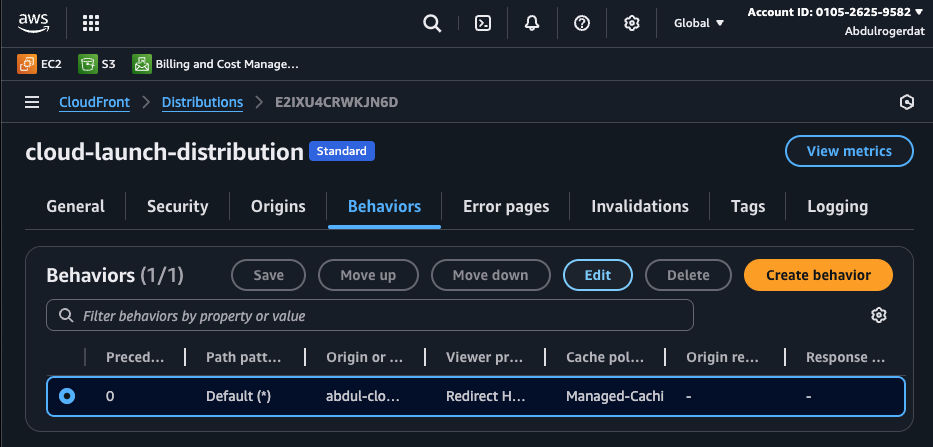 aws
Global
Account ID: 0105-2625-9582
Abdulrogerdat
EC2 S3 Billing and Cost Manage...
CloudFront > Distributions > E2IXU4CRWKJN6D
cloud-launch-distribution Standard View metrics
General Security Origins Behaviors Error pages Invalidations Tags Logging
Behaviors (1/1) Save Move up Move down Edit Delete Create behavior
Filter behaviors by property or value
Preced... Path patt... Origin or ... Viewer pr... Cache pol... Origin re... Response ...
0 Default (*) abdul-clo... Redirect H... Managed-Cachi - -